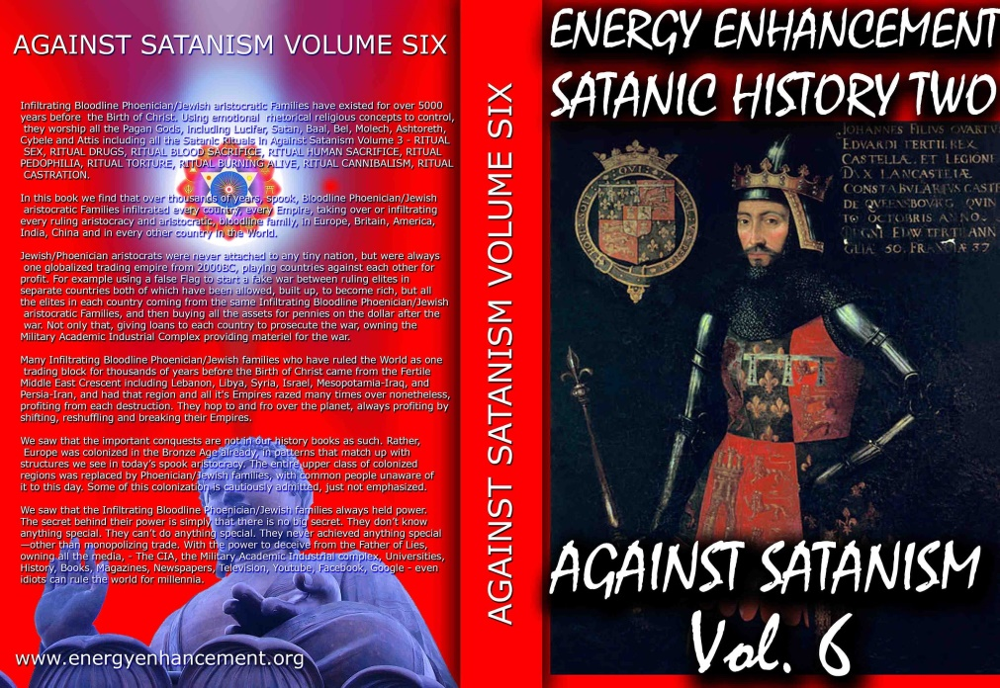 AGAINST SATANISM VOLUME SIX
Infiltrating Bloodline Phoenician/Jewish aristocratic Families have existed for over 5000
years before the Birth of Christ. Using emotional rhetorical religious concepts to control,
they worship all the Pagan Gods, including Lucifer, Satan, Baal, Bel, Molech, Ashtoreth,
Cybele and Attis including all the Satanic Rituals in Against Satanism Volume 3 - RITUAL
SEX, RITUAL DRUGS, RITUAL BLOOD SACRIFICE, RITUAL HUMAN SACRIFICE, RITUAL
PEDOPHILIA, RITUAL TORTURE, RITUAL BURNING ALIVE, RITUAL CANNIBALISM, RITUAL
CASTRATION.
In this book we find that over thousands of years, spook, Bloodline Phoenician/Jewish
aristocratic Families infiltrated every country, every Empire, taking over or infiltrating
every ruling aristocracy and aristocratic, bloodline family, in Europe, Britain, America,
India, China and in every other country in the World.
Jewish/Phoenician aristocrats were never attached to any tiny nation, but were always
one globalized trading empire from 2000BC, playing countries against each other for
profit. For example using a false Flag to start a fake war between ruling elites in
separate countries both of which have been allowed, built up, to become rich, but all
the elites in each country coming from the same Infiltrating Bloodline Phoenician/Jewish
aristocratic Families, and then buying all the assets for pennies on the dollar after the
war. Not only that, giving loans to each country to prosecute the war, owning the
Military Academic Industrial Complex providing materiel for the war.
Many Infiltrating Bloodline Phoenician/Jewish families who have ruled the World as one
trading block for thousands of years before the Birth of Christ came from the Fertile
Middle East Crescent including Lebanon, Libya, Syria, Israel, Mesopotamia-Iraq, and
Persia-Iran, and had that region and all it's Empires razed many times over nonetheless,
profiting from each destruction. They hop to and fro over the planet, always profiting by
shifting, reshuffling and breaking their Empires.
We saw that the important conquests are not in our history books as such. Rather,
Europe was colonized in the Bronze Age already, in patterns that match up with
structures we see in today's spook aristocracy. The entire upper class of colonized
regions was replaced by Phoenician/Jewish families, with common people unaware of
it to this day. Some of this colonization is cautiously admitted, just not emphasized.
We saw that the Infiltrating Bloodline Phoenician/Jewish families always held power.
The secret behind their power is simply that there is no big secret. They don't know
anything special. They can't do anything special. They never achieved anything special
—other than monopolizing trade. With the power to deceive from the Father of Lies,
owning all the media, - The CIA, the Military Academic Industrial complex, Universities,
History, Books, Magazines, Newspapers, Television, Youtube, Facebook, Google - even
idiots can rule the world for millennia.
www.energyenhancement.org
AGAINST SATANISM VOLUME SIX
ENERGY ENHANCEMENT
SATANIC HISTORY TWO
IOHANNES FILIVS QVARTVS
EDVARDI TERTII REX
CASTELLÆ, ET LEGIONE
DVX LANCASTRIÆ
CONSTABVLARIVS CASTR
DE QVEENSBOVRG QVIN
TO OCTOBRIS ANNO
EDW TERTII ANN
50. FRANCIÆ 37
AGAINST SATANISM
Vol. 6